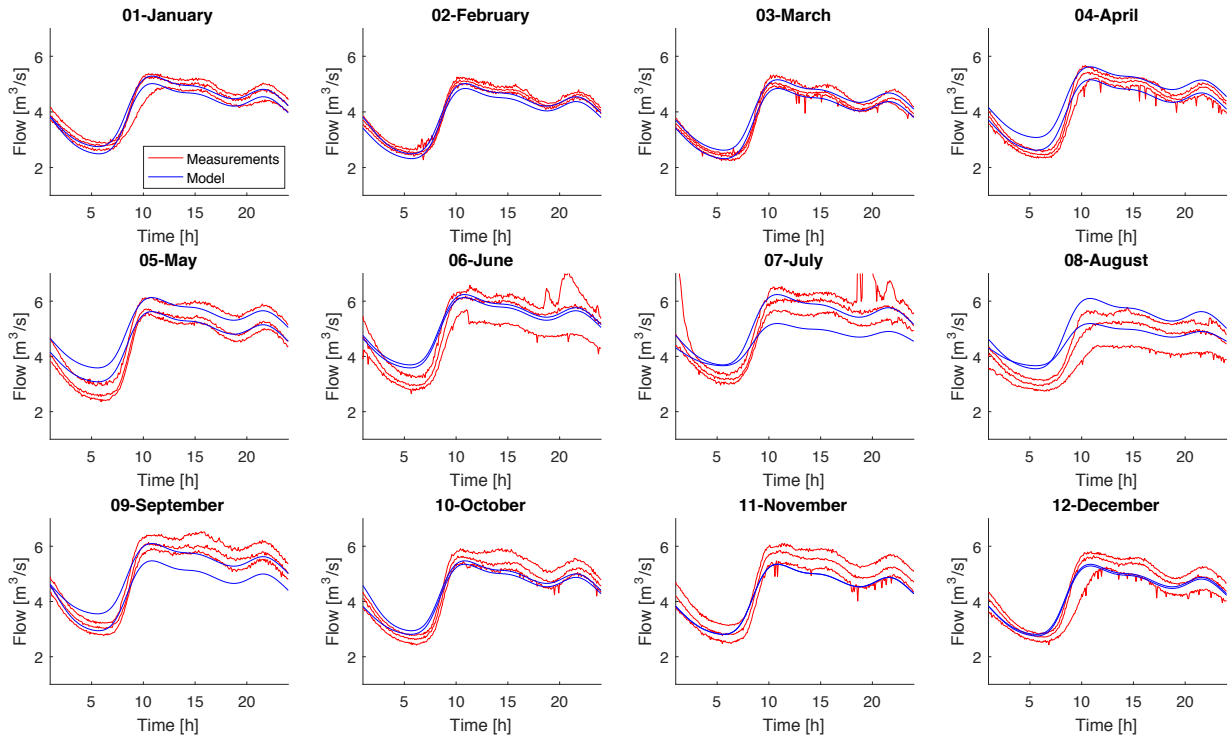 01-January
02-February
03-March
04-April
Flow [m³/s]
6
4
2
Measurements
Model
5 10 15 20
Time [h]
Flow [m³/s]
6
4
2
5 10 15 20
Time [h]
Flow [m³/s]
6
4
2
5 10 15 20
Time [h]
Flow [m³/s]
6
4
2
5 10 15 20
Time [h]
05-May
06-June
07-July
08-August
Flow [m³/s]
6
4
2
5 10 15 20
Time [h]
Flow [m³/s]
6
4
2
5 10 15 20
Time [h]
Flow [m³/s]
6
4
2
5 10 15 20
Time [h]
Flow [m³/s]
6
4
2
5 10 15 20
Time [h]
09-September
10-October
11-November
12-December
Flow [m³/s]
6
4
2
5 10 15 20
Time [h]
Flow [m³/s]
6
4
2
5 10 15 20
Time [h]
Flow [m³/s]
6
4
2
5 10 15 20
Time [h]
Flow [m³/s]
6
4
2
5 10 15 20
Time [h]